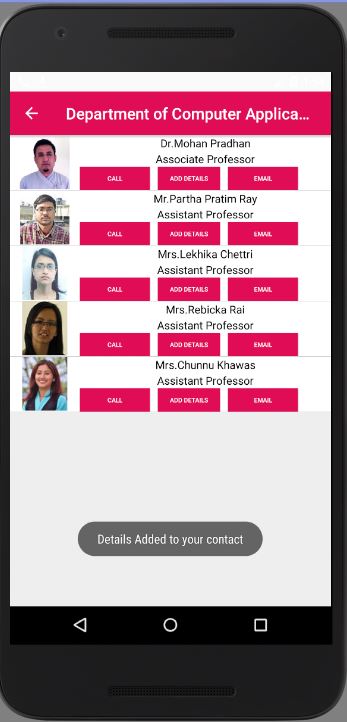 Department of Computer Applica...
Dr.Mohan Pradhan
Associate Professor
CALL ADD DETAILS EMAIL
Mr.Partha Pratim Ray
Assistant Professor
CALL ADD DETAILS EMAIL
Mrs.Lekhika Chettri
Assistant Professor
CALL ADD DETAILS EMAIL
Mrs.Rebicka Rai
Assistant Professor
CALL ADD DETAILS EMAIL
Mrs.Chunnu Khawas
Assistant Professor
CALL ADD DETAILS EMAIL
Details Added to your contact